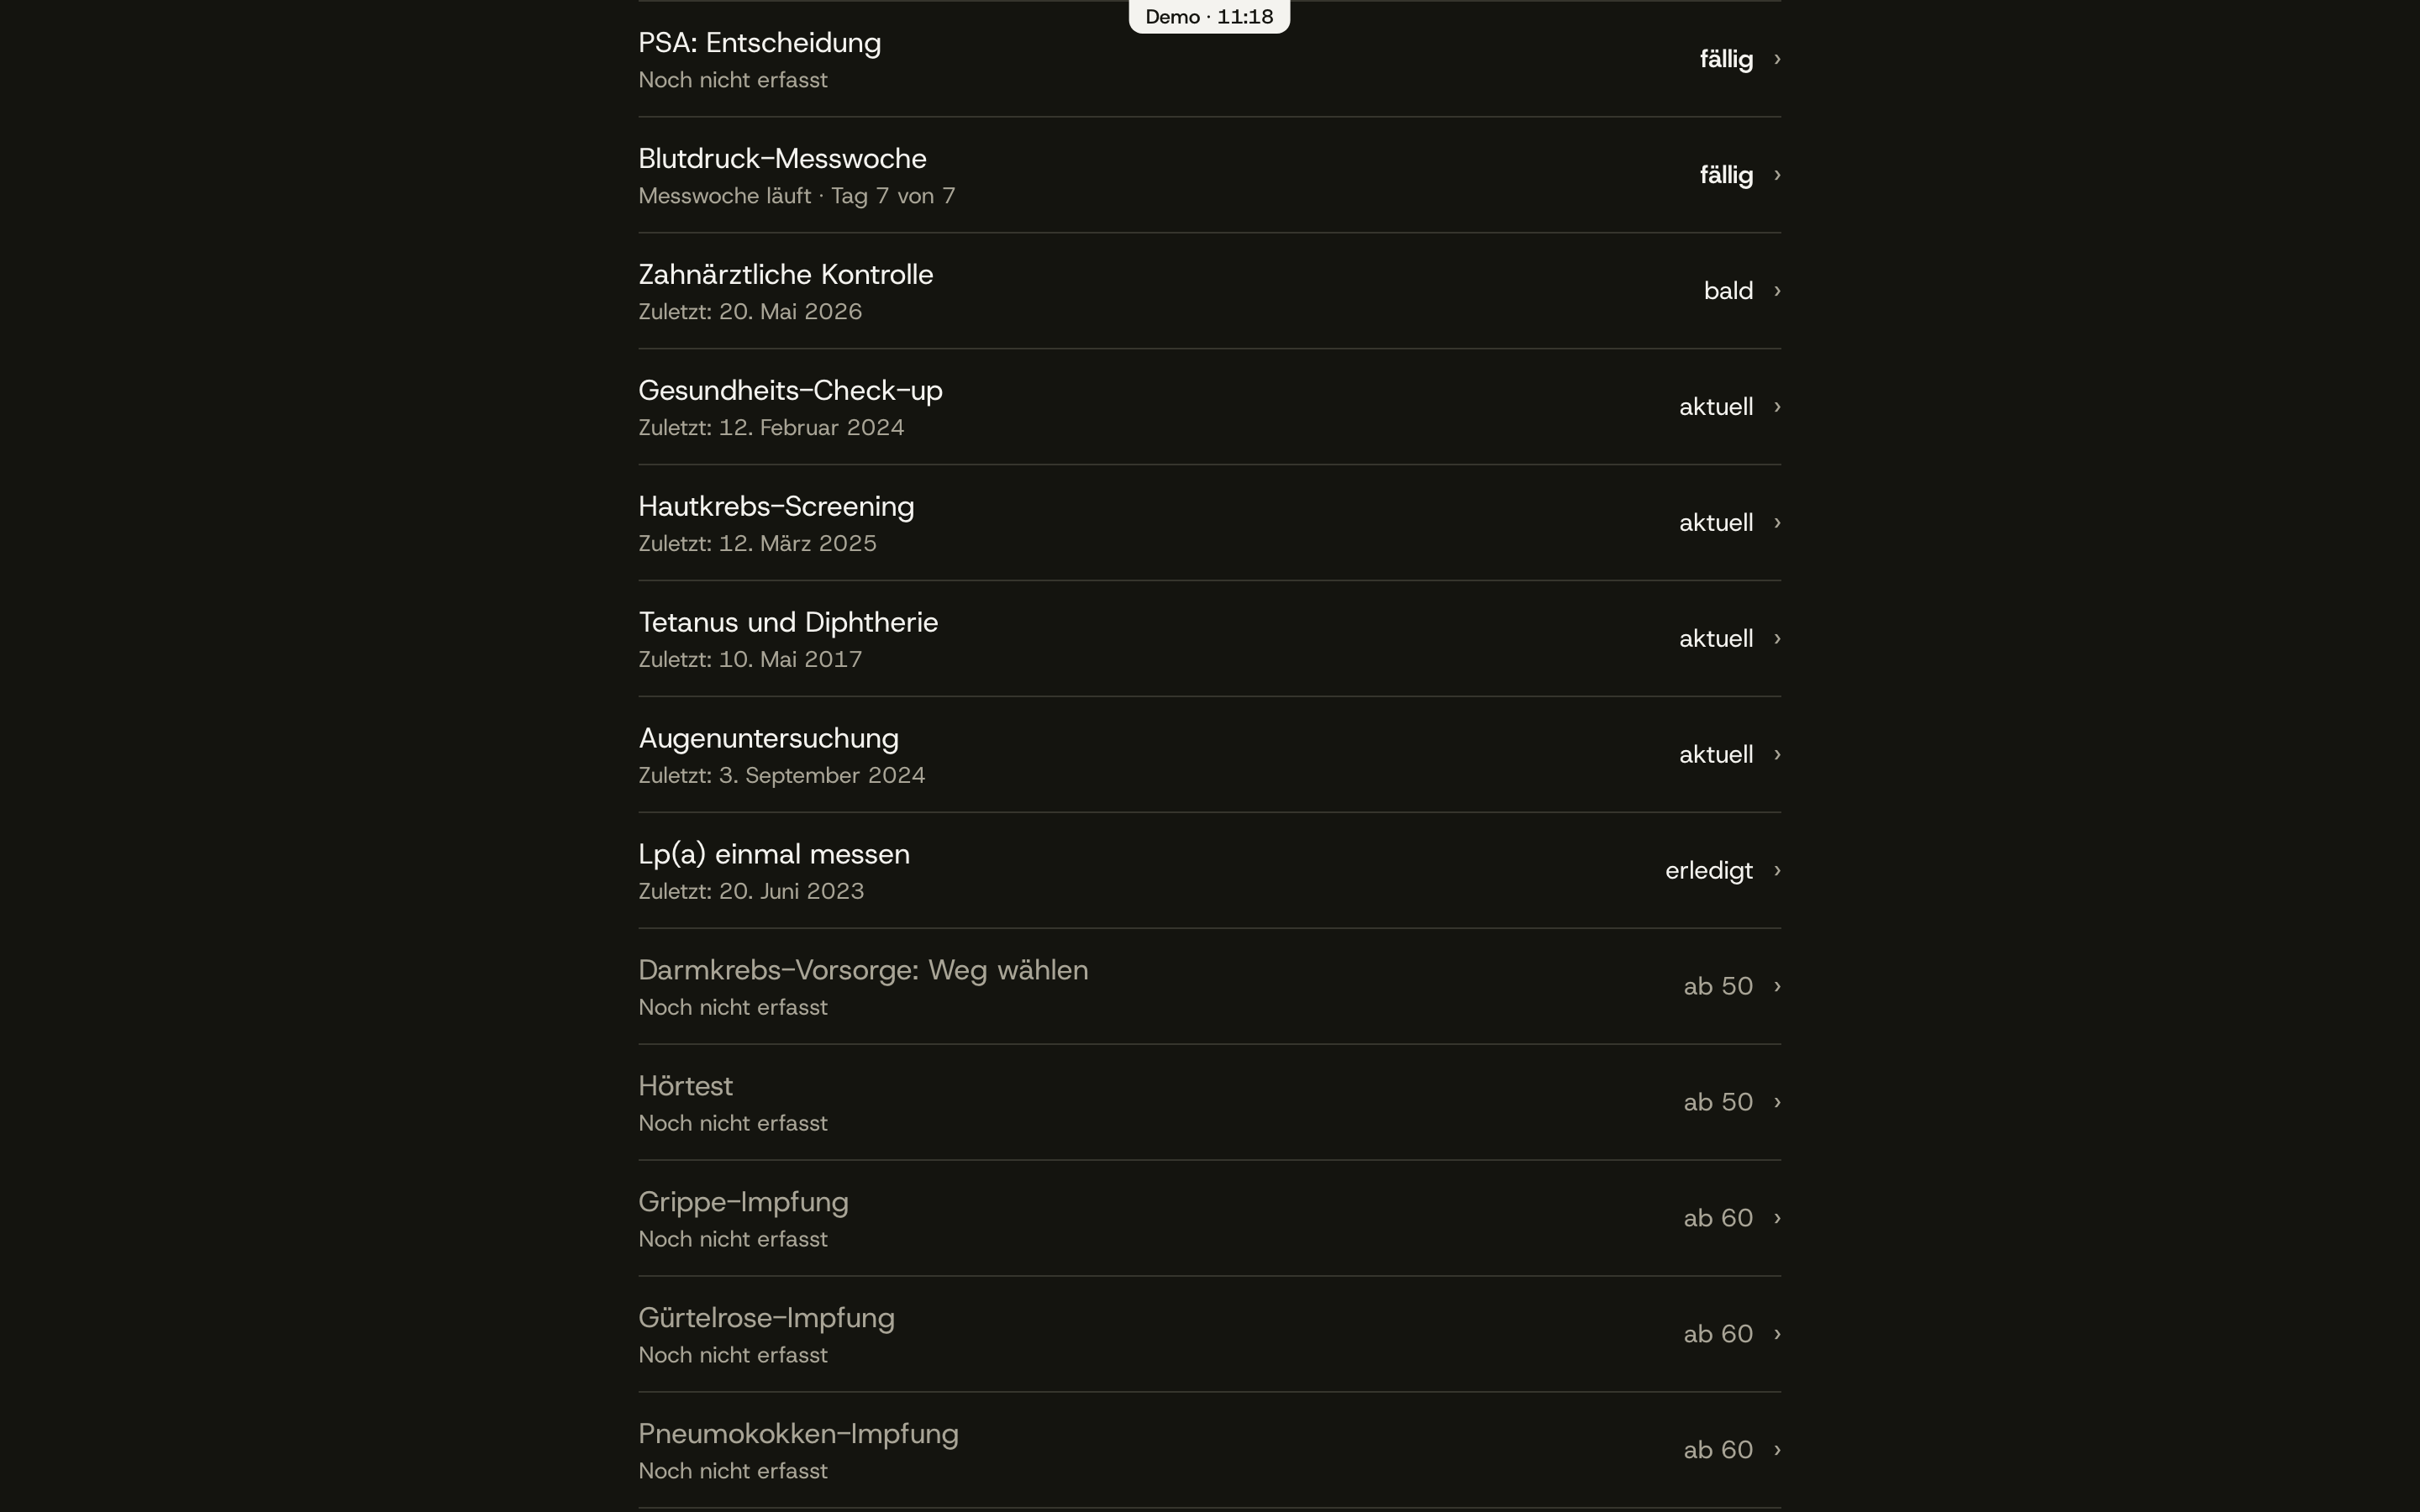 Demo · 11:18
PSA: Entscheidung
Noch nicht erfasst
fällig ›
Blutdruck-Messwoche
Messwoche läuft · Tag 7 von 7
fällig ›
Zahnärztliche Kontrolle
Zuletzt: 20. Mai 2026
bald ›
Gesundheits-Check-up
Zuletzt: 12. Februar 2024
aktuell ›
Hautkrebs-Screening
Zuletzt: 12. März 2025
aktuell ›
Tetanus und Diphtherie
Zuletzt: 10. Mai 2017
aktuell ›
Augenuntersuchung
Zuletzt: 3. September 2024
aktuell ›
Lp(a) einmal messen
Zuletzt: 20. Juni 2023
erledigt ›
Darmkrebs-Vorsorge: Weg wählen
Noch nicht erfasst
ab 50 ›
Hörtest
Noch nicht erfasst
ab 50 ›
Grippe-Impfung
Noch nicht erfasst
ab 60 ›
Gürtelrose-Impfung
Noch nicht erfasst
ab 60 ›
Pneumokokken-Impfung
Noch nicht erfasst
ab 60 ›